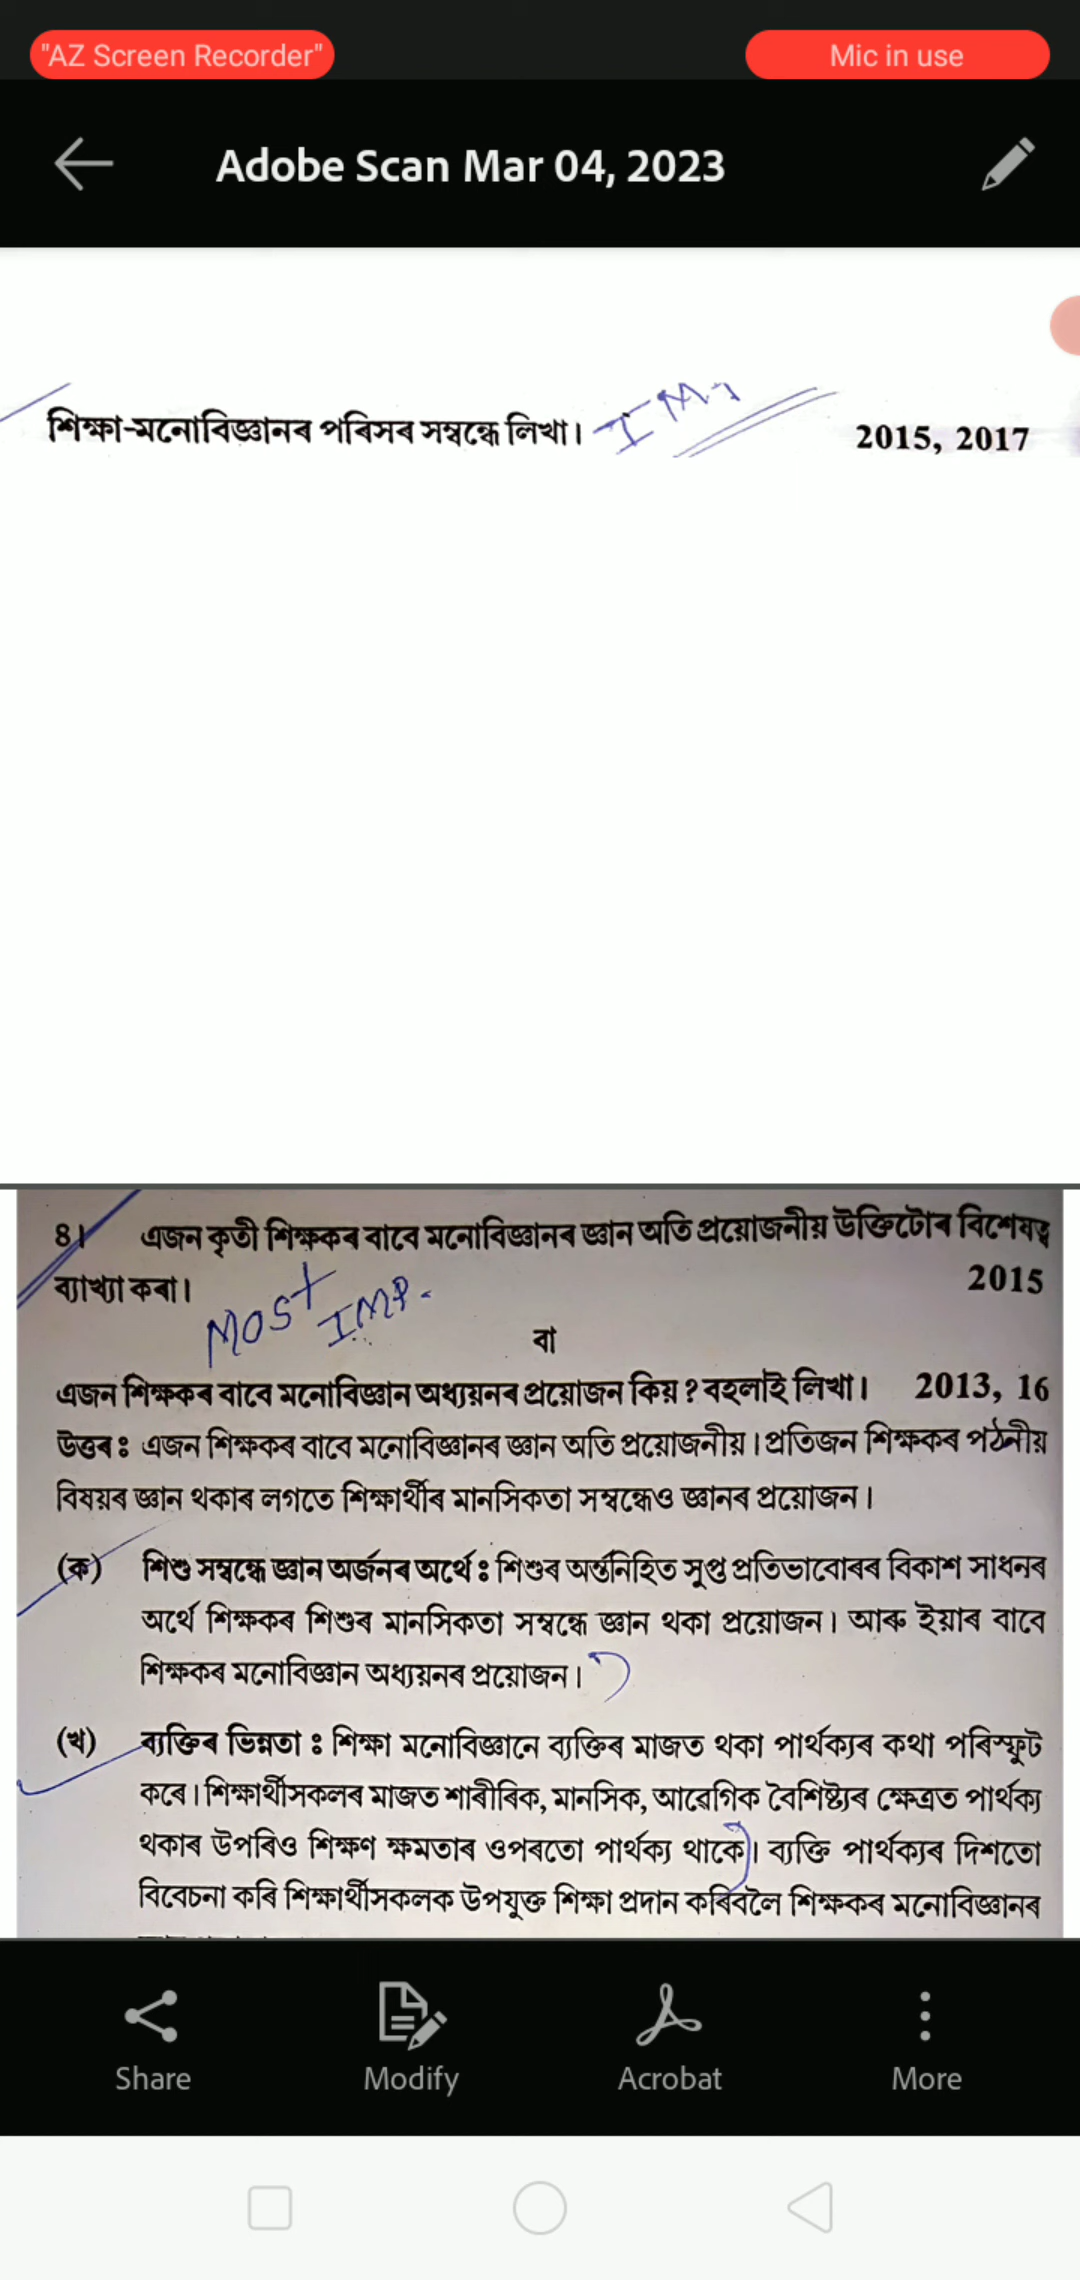 "AZ Screen Recorder"
Mic in use
Adobe Scan Mar 04, 2023
শিক্ষা-মনোবিজ্ঞানৰ পৰিসৰ সম্বন্ধে লিখা। 2015, 2017
৪। এজন কৃতী শিক্ষকৰ বাবে মনোবিজ্ঞানৰ জ্ঞান অতি প্ৰয়োজনীয় উক্তিটোৰ বিশেষত্ব
ব্যাখ্যা কৰা। 2015
MOST IMP.
বা
এজন শিক্ষকৰ বাবে মনোবিজ্ঞান অধ্যয়নৰ প্ৰয়োজন কিয়? বহলাই লিখা। 2013, 16
উত্তৰঃ এজন শিক্ষকৰ বাবে মনোবিজ্ঞানৰ জ্ঞান অতি প্ৰয়োজনীয়। প্ৰতিজন শিক্ষকৰ পঠনীয়
বিষয়ৰ জ্ঞান থকাৰ লগতে শিক্ষাৰ্থীৰ মানসিকতা সম্বন্ধেও জ্ঞানৰ প্ৰয়োজন।
(ক) শিশু সম্বন্ধে জ্ঞান অৰ্জনৰ অৰ্থেঃ শিশুৰ অৰ্ন্তনিহিত সুপ্ত প্ৰতিভাবোৰৰ বিকাশ সাধনৰ
অৰ্থে শিক্ষকৰ শিশুৰ মানসিকতা সম্বন্ধে জ্ঞান থকা প্ৰয়োজন। আৰু ইয়াৰ বাবে
শিক্ষকৰ মনোবিজ্ঞান অধ্যয়নৰ প্ৰয়োজন।
(খ) ব্যক্তিৰ ভিন্নতাঃ শিক্ষা মনোবিজ্ঞানে ব্যক্তিৰ মাজত থকা পাৰ্থক্যৰ কথা পৰিস্ফুট
কৰে। শিক্ষাৰ্থীসকলৰ মাজত শাৰীৰিক, মানসিক, আৱেগিক বৈশিষ্ট্যৰ ক্ষেত্ৰত পাৰ্থক্য
থকাৰ উপৰিও শিক্ষণ ক্ষমতাৰ ওপৰতো পাৰ্থক্য থাকে। ব্যক্তি পাৰ্থক্যৰ দিশতো
বিবেচনা কৰি শিক্ষাৰ্থীসকলক উপযুক্ত শিক্ষা প্ৰদান কৰিবলৈ শিক্ষকৰ মনোবিজ্ঞানৰ
Share Modify Acrobat More